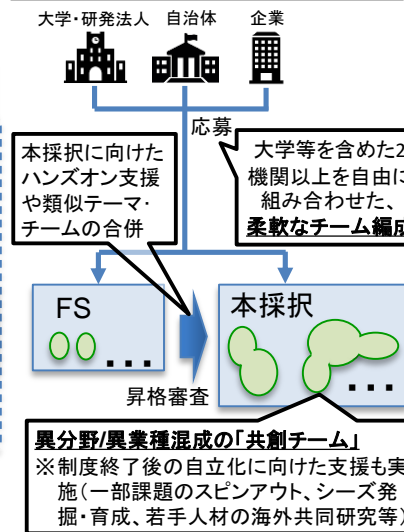 大学・研発法人 自治体 企業
応募
本採択に向けた
ハンズオン支援
や類似テーマ・
チームの合併
大学等を含めた2
機関以上を自由に
組み合わせた、
柔軟なチーム編成
FS
・・・
昇格審査
本採択
・・・
異分野/異業種混成の「共創チーム」
※制度終了後の自立化に向けた支援も実
施(一部課題のスピンアウト、シーズ発
掘・育成、若手人材の海外共同研究等)